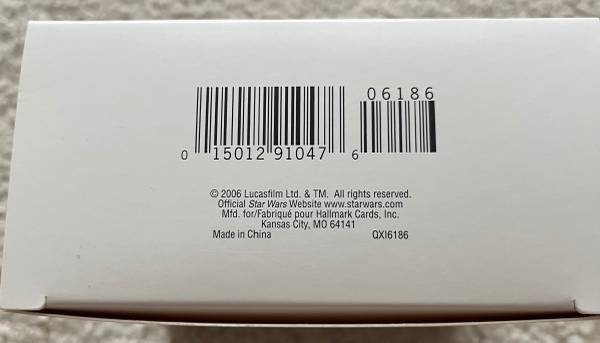 06186
0 15012 91047 6
© 2006 Lucasfilm Ltd. & TM. All rights reserved.
Official Star Wars Website www.starwars.com
Mfd. for/Fabriqué pour Hallmark Cards, Inc.
Kansas City, MO 64141
Made in China QXI6186